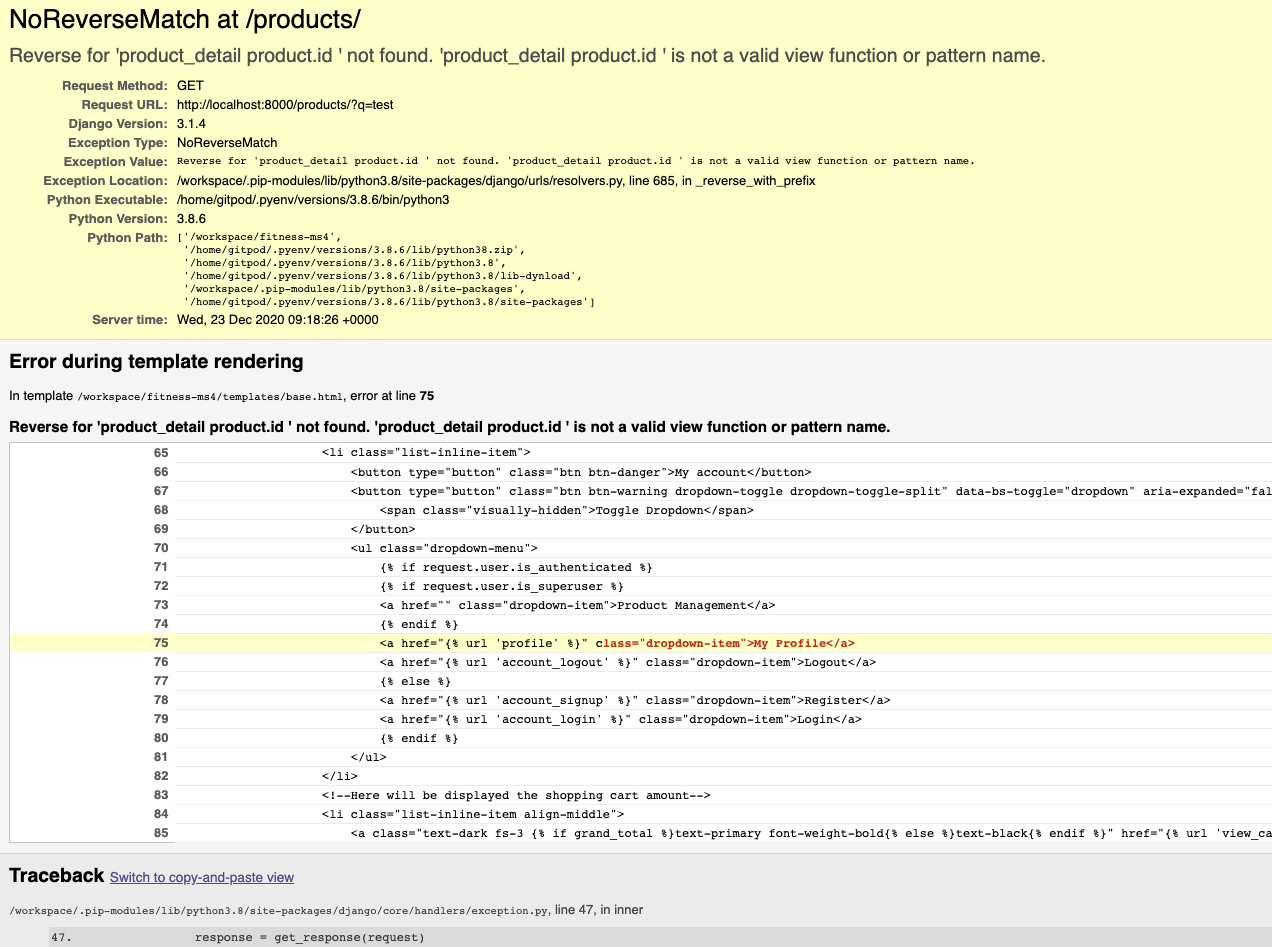 NoReverseMatch at /products/
Reverse for 'product_detail product.id ' not found. 'product_detail product.id ' is not a valid view function or pattern name.
Request Method: GET
Request URL: http://localhost:8000/products/?q=test
Django Version: 3.1.4
Exception Type: NoReverseMatch
Exception Value: Reverse for 'product_detail product.id ' not found. 'product_detail product.id ' is not a valid view function or pattern name.
Exception Location: /workspace/.pip-modules/lib/python3.8/site-packages/django/urls/resolvers.py, line 685, in _reverse_with_prefix
Python Executable: /home/gitpod/.pyenv/versions/3.8.6/bin/python3
Python Version: 3.8.6
Python Path: ['/workspace/fitness-ms4',
'/home/gitpod/.pyenv/versions/3.8.6/lib/python38.zip',
'/home/gitpod/.pyenv/versions/3.8.6/lib/python3.8',
'/home/gitpod/.pyenv/versions/3.8.6/lib/python3.8/lib-dynload',
'/workspace/.pip-modules/lib/python3.8/site-packages',
'/home/gitpod/.pyenv/versions/3.8.6/lib/python3.8/site-packages']
Server time: Wed, 23 Dec 2020 09:18:26 +0000
Error during template rendering
In template /workspace/fitness-ms4/templates/base.html, error at line 75
Reverse for 'product_detail product.id ' not found. 'product_detail product.id ' is not a valid view function or pattern name.
65 <li class="list-inline-item">
66 <button type="button" class="btn btn-danger">My account</button>
67 <button type="button" class="btn btn-warning dropdown-toggle dropdown-toggle-split" data-bs-toggle="dropdown" aria-expanded="fal
68 <span class="visually-hidden">Toggle Dropdown</span>
69 </button>
70 <ul class="dropdown-menu">
71 {% if request.user.is_authenticated %}
72 {% if request.user.is_superuser %}
73 <a href="" class="dropdown-item">Product Management</a>
74 {% endif %}
75 <a href="{% url 'profile' %}" class="dropdown-item">My Profile</a>
76 <a href="{% url 'account_logout' %}" class="dropdown-item">Logout</a>
77 {% else %}
78 <a href="{% url 'account_signup' %}" class="dropdown-item">Register</a>
79 <a href="{% url 'account_login' %}" class="dropdown-item">Login</a>
80 {% endif %}
81 </ul>
82 </li>
83 <!--Here will be displayed the shopping cart amount-->
84 <li class="list-inline-item align-middle">
85 <a class="text-dark fs-3 {% if grand_total %}text-primary font-weight-bold{% else %}text-black{% endif %}" href="{% url 'view_ca
Traceback Switch to copy-and-paste view
/workspace/.pip-modules/lib/python3.8/site-packages/django/core/handlers/exception.py, line 47, in inner
47. response = get_response(request)